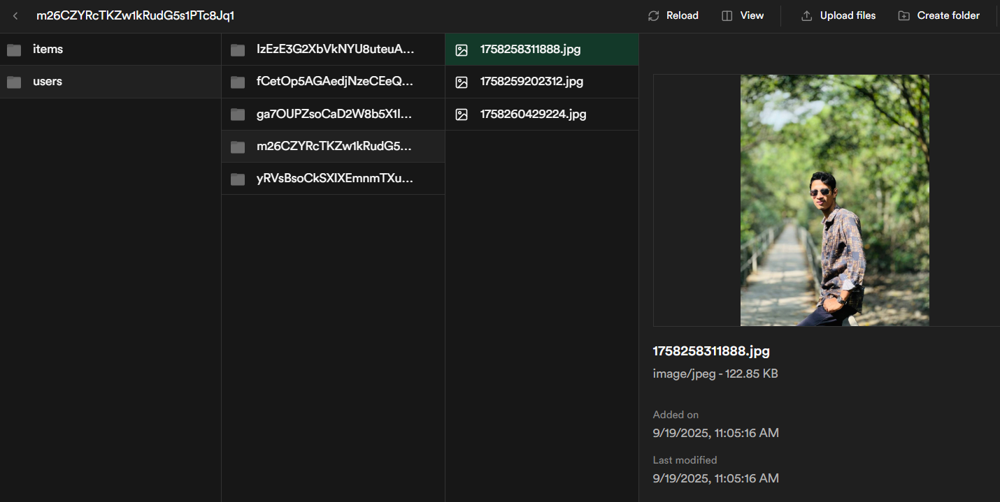 m26CZYRcTKZw1kRudG5s1PTc8Jq1
Reload
View
Upload files
Create folder
items
users
IzEzE3G2XbVkNYU8uteuA...
fCetOp5AGAedjNzeCEeQ...
ga7OUPZsoCaD2W8b5X1I...
m26CZYRcTKZw1kRudG5...
yRVsBsoCkSXIXEmnmTXu...
1758258311888.jpg
1758259202312.jpg
1758260429224.jpg
1758258311888.jpg
image/jpeg - 122.85 KB
Added on
9/19/2025, 11:05:16 AM
Last modified
9/19/2025, 11:05:16 AM